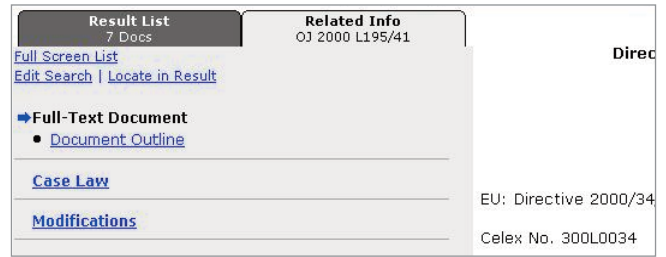 Result List
7 Docs
Related Info
OJ 2000 L195/41
Full Screen List
Edit Search | Locate in Result
Full-Text Document
• Document Outline
Case Law
Modifications
Direc
EU: Directive 2000/34
Celex No. 300L0034